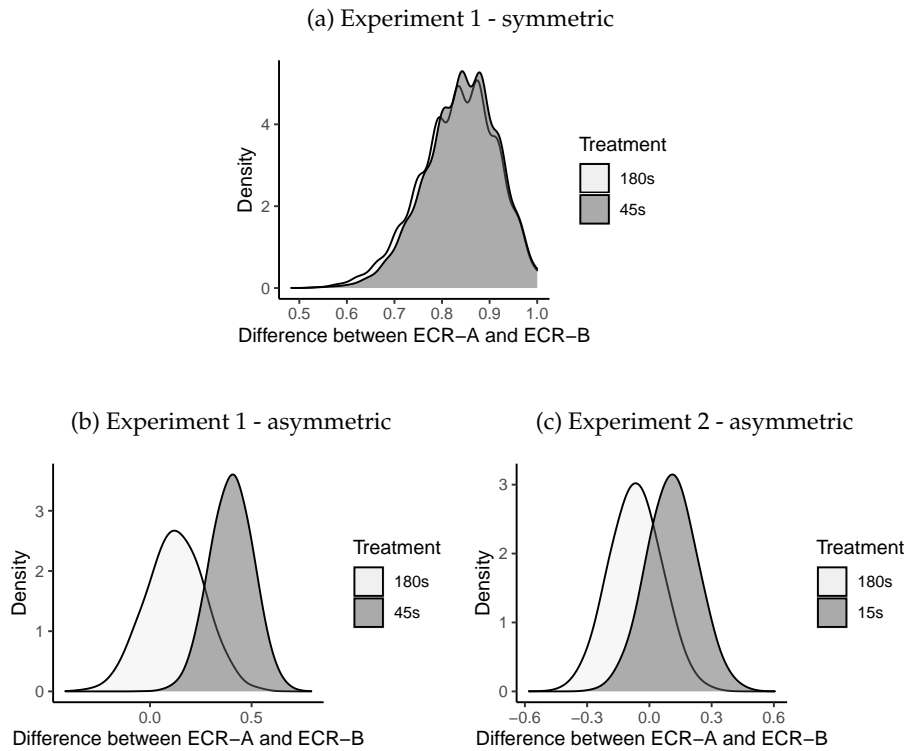 (a) Experiment 1 - symmetric
Density
0
2
4
0.5 0.6 0.7 0.8 0.9 1.0
Difference between ECR−A and ECR−B
Treatment
180s
45s
(b) Experiment 1 - asymmetric
Density
0
1
2
3
0.0 0.5
Difference between ECR−A and ECR−B
Treatment
180s
45s
(c) Experiment 2 - asymmetric
Density
0
1
2
3
−0.6 −0.3 0.0 0.3 0.6
Difference between ECR−A and ECR−B
Treatment
180s
15s